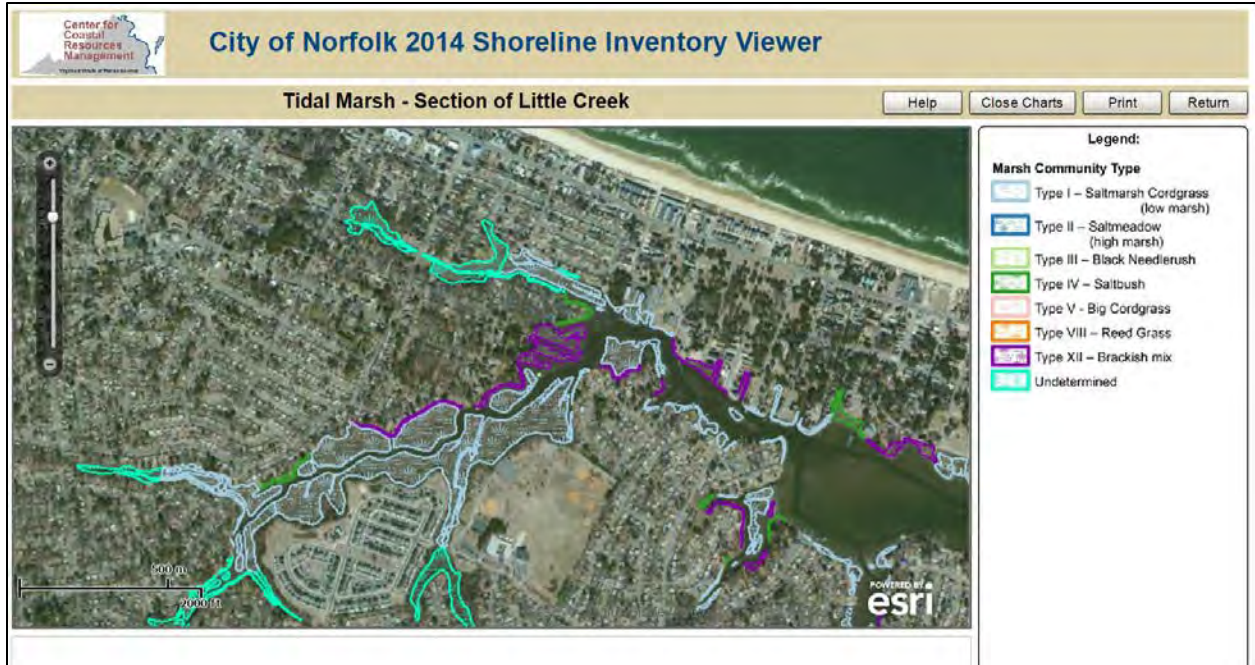 Center for
Coastal
Resources
Management
City of Norfolk 2014 Shoreline Inventory Viewer
Tidal Marsh - Section of Little Creek
Help
Close Charts
Print
Return
Legend:
Marsh Community Type
Type I – Saltmarsh Cordgrass
(low marsh)
Type II – Saltmeadow
(high marsh)
Type III – Black Needlerush
Type IV – Saltbush
Type V - Big Cordgrass
Type VIII – Reed Grass
Type XII – Brackish mix
Undetermined
500 m
2000 ft
POWERED BY
esri